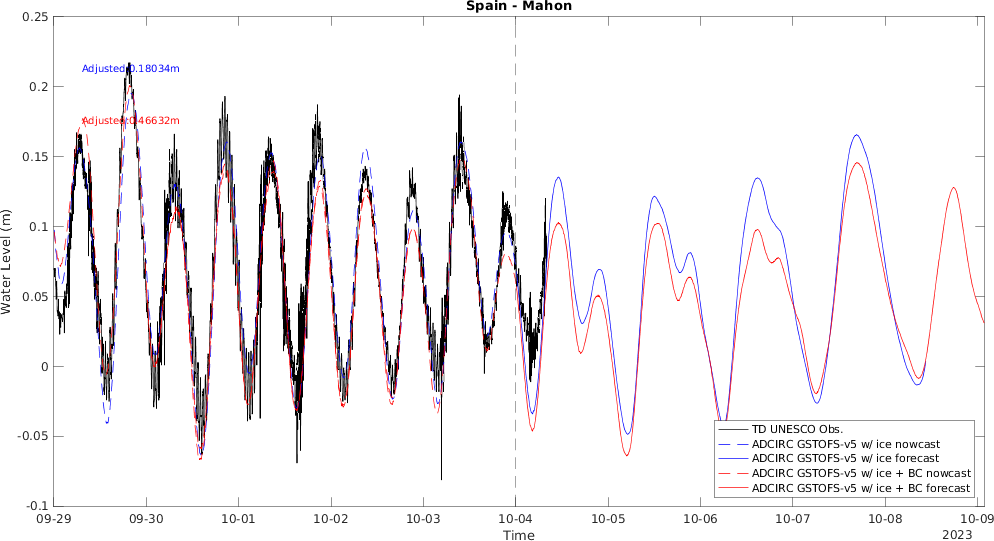 Spain - Mahon
0.25
0.2
0.15
0.1
0.05
0
-0.05
-0.1
Water Level (m)
Adjusted:0.18034m
Adjusted:0.46632m
TD UNESCO Obs.
ADCIRC GSTOFS-v5 w/ ice nowcast
ADCIRC GSTOFS-v5 w/ ice forecast
ADCIRC GSTOFS-v5 w/ ice + BC nowcast
ADCIRC GSTOFS-v5 w/ ice + BC forecast
09-29 09-30 10-01 10-02 10-03 10-04 10-05 10-06 10-07 10-08 10-09
Time
2023